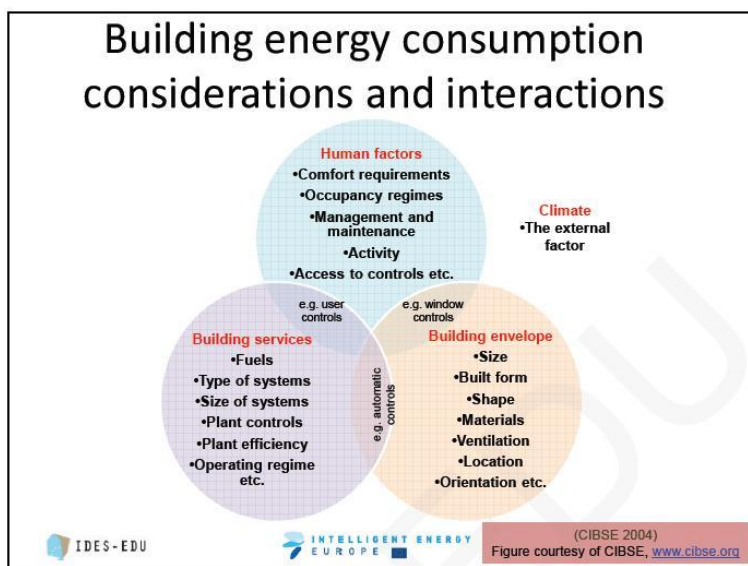 Building energy consumption
considerations and interactions
Human factors
•Comfort requirements
•Occupancy regimes
•Management and
maintenance
•Activity
•Access to controls etc.
Climate
•The external
factor
e.g. user
controls
e.g. window
controls
Building services
•Fuels
•Type of systems
•Size of systems
•Plant controls
•Plant efficiency
•Operating regime
etc.
e.g. automatic
controls
Building envelope
•Size
•Built form
•Shape
•Materials
•Ventilation
•Location
•Orientation etc.
IDES-EDU
INTELLIGENT ENERGY
EUROPE
(CIBSE 2004)
Figure courtesy of CIBSE, www.cibse.org